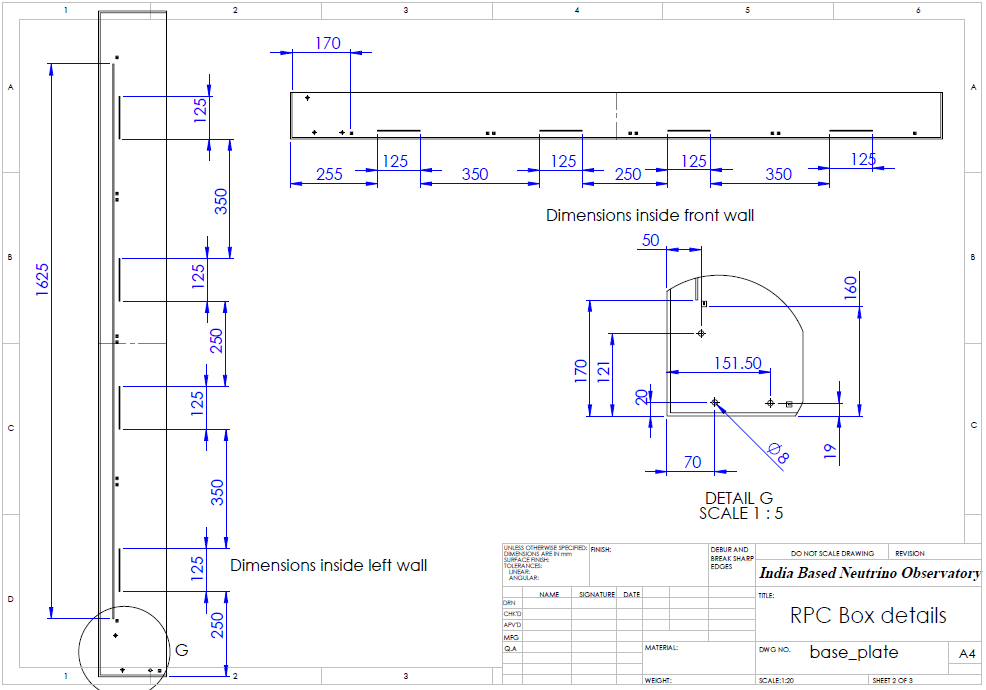 1 2 3 4 5 6
A A
170
125
125 125 125 125
255 350 250 350
350
Dimensions inside front wall
B B
50
1625
125
160
250
170 121 151.50
125
20
C C
19
Ø8
70
350
DETAIL G
SCALE 1 : 5
Dimensions inside left wall
125
D D
250
G
1 2 3
UNLESS OTHERWISE SPECIFIED:
DIMENSIONS ARE IN mm
SURFACE FINISH:
TOLERANCES:
LINEAR:
ANGULAR:
FINISH:
DEBUR AND
BREAK SHARP
EDGES
DO NOT SCALE DRAWING
REVISION
India Based Neutrino Observatory
NAME SIGNATURE DATE
TITLE:
RPC Box details
DRN
CHK'D
APV'D
MFG
Q.A
MATERIAL:
DWG NO. base_plate A4
WEIGHT:
SCALE:1:20
SHEET 2 OF 3